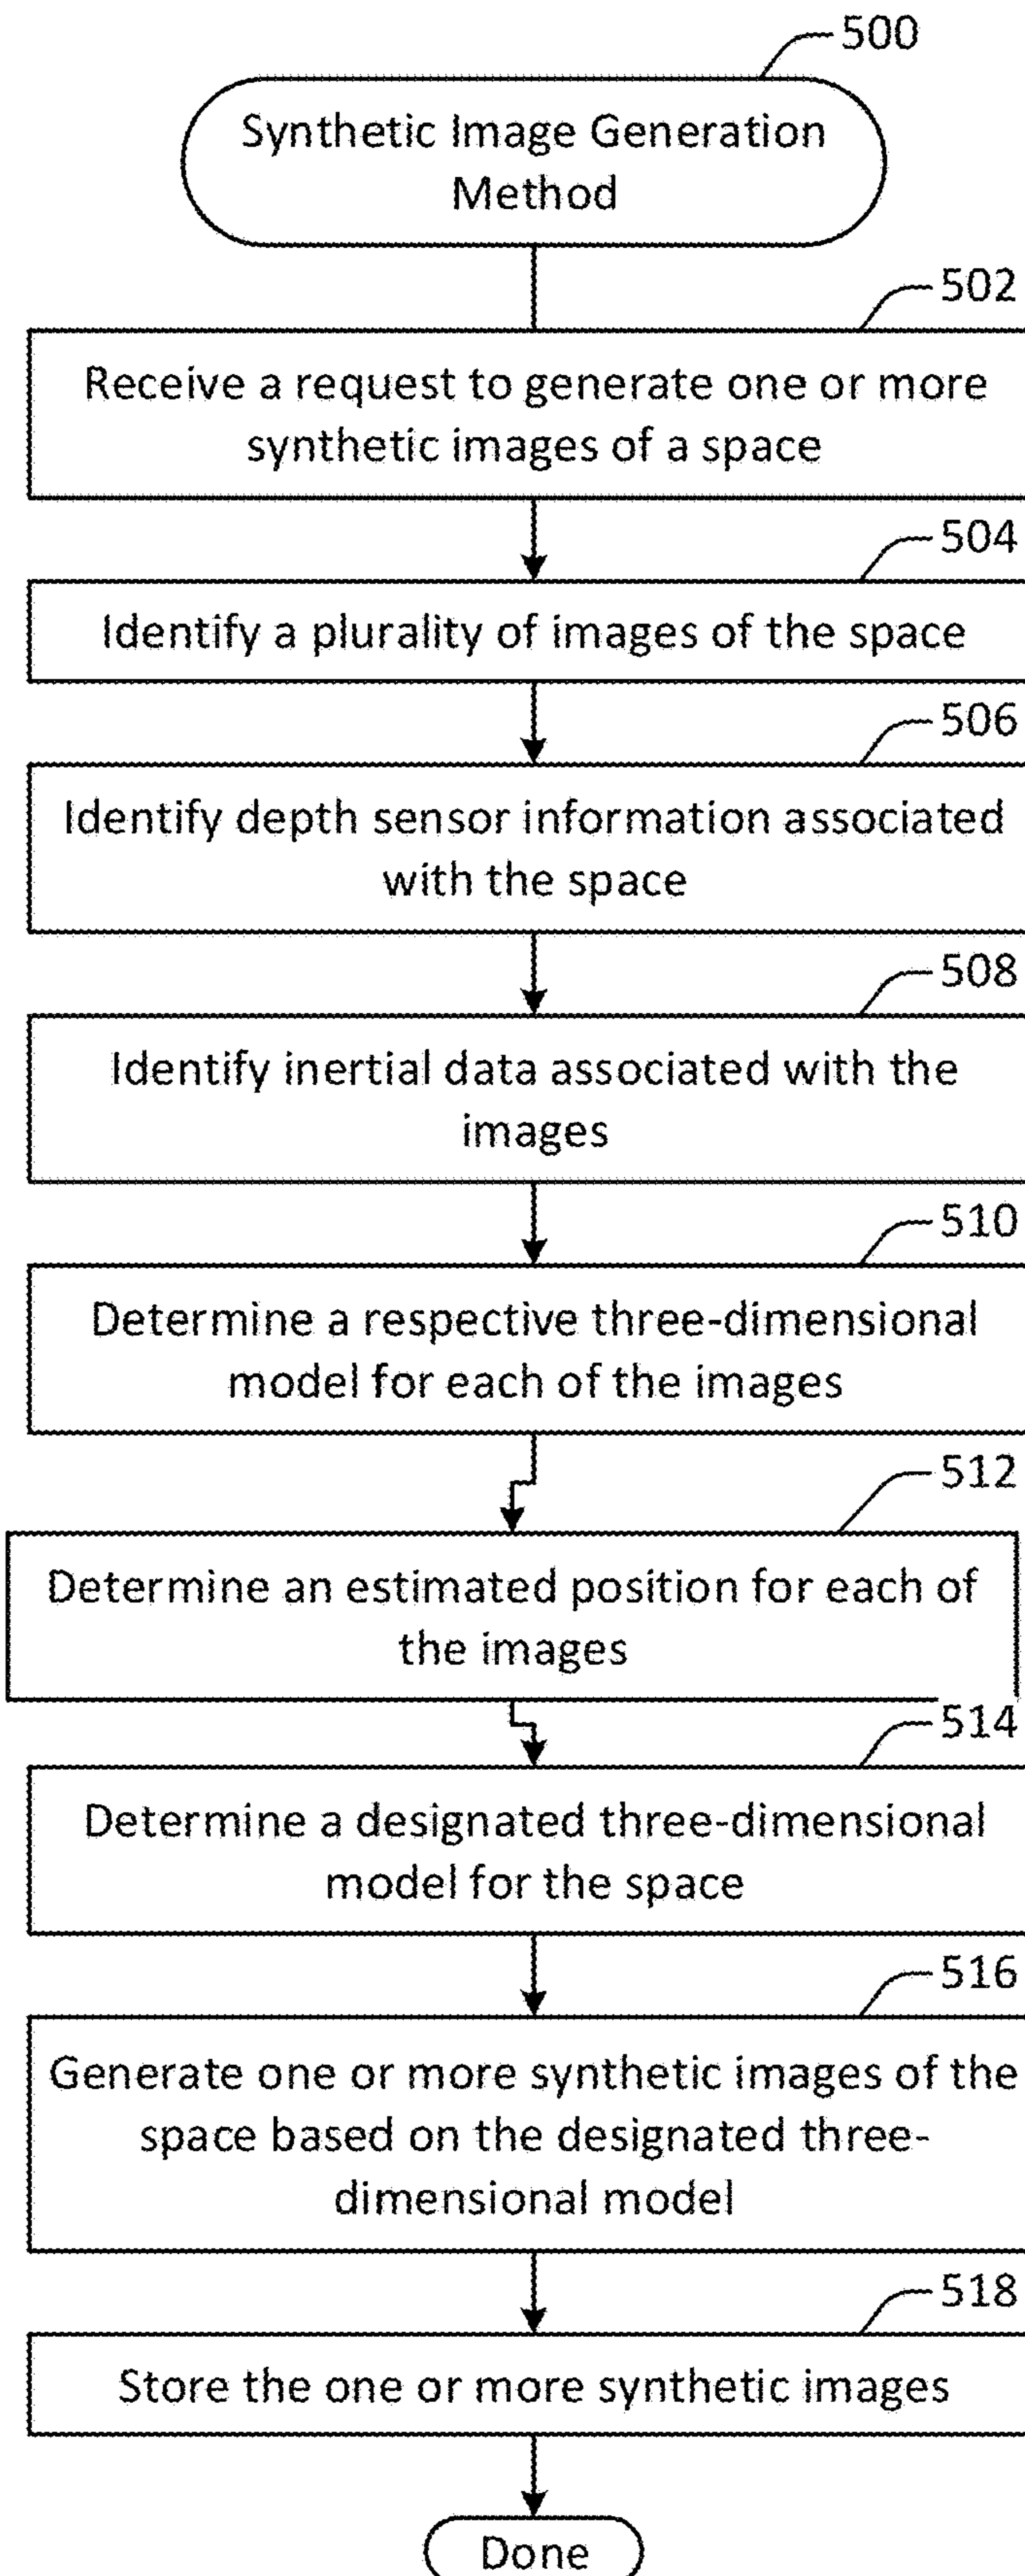 500
Synthetic Image Generation
Method
502
Receive a request to generate one or more
synthetic images of a space
504
Identify a plurality of images of the space
506
Identify depth sensor information associated
with the space
508
Identify inertial data associated with the
images
510
Determine a respective three-dimensional
model for each of the images
512
Determine an estimated position for each of
the images
514
Determine a designated three-dimensional
model for the space
516
Generate one or more synthetic images of the
space based on the designated three-
dimensional model
518
Store the one or more synthetic images
Done